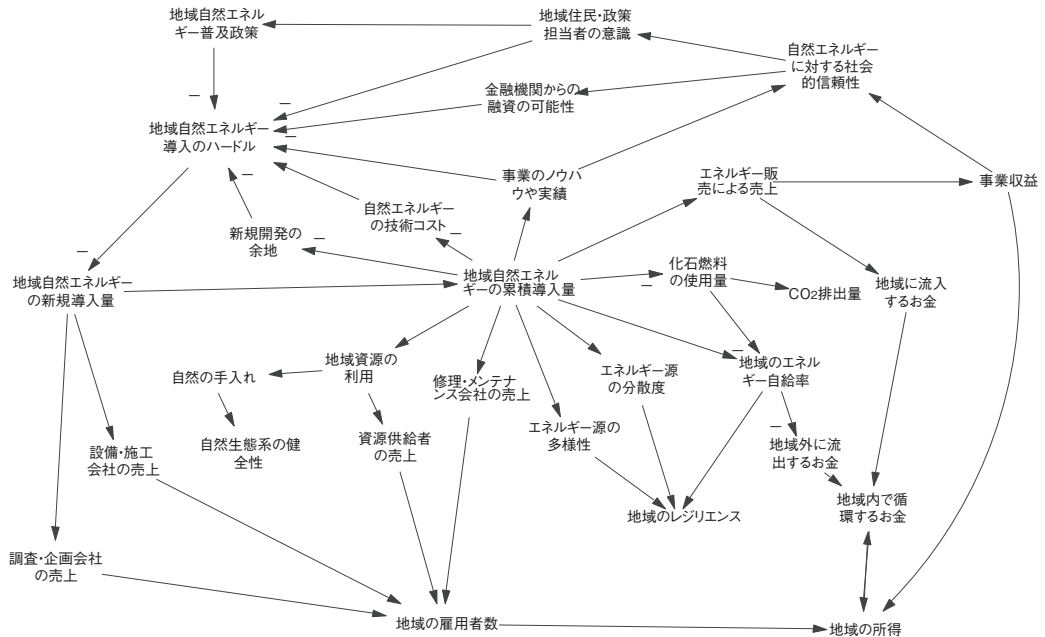 地域自然エネル
ギー普及政策
地域住民・政策
担当者の意識
自然エネルギー
に対する社会
的信頼性
金融機関からの
融資の可能性
－
－
地域自然エネルギー
導入のハードル
－
事業のノウハ
ウや実績
エネルギー販
売による売上
事業収益
－
自然エネルギー
の技術コスト
－
新規開発の
余地
－
－
地域自然エネルギー
の新規導入量
地域自然エネル
ギーの累積導入量
化石燃料
の使用量
－
CO2排出量
地域に流入
するお金
地域資源の
利用
自然の手入れ
修理・メンテナ
ンス会社の売上
エネルギー源
の分散度
－
地域のエネル
ギー自給率
設備・施工
会社の売上
自然生態系の健
全性
資源供給者
の売上
エネルギー源の
多様性
－
地域外に流
出するお金
地域内で循
環するお金
地域のレジリエンス
調査・企画会社
の売上
地域の雇用者数
地域の所得